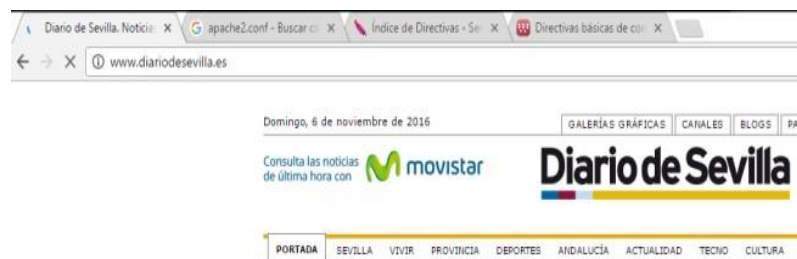 Diario de Sevilla. Noticia
apache2.conf - Buscar c
Índice de Directivas - Se
Directivas básicas de co
www.diariodesevilla.es
Domingo, 6 de noviembre de 2016
GALERÍAS GRÁFICAS CANALES BLOGS PA
Consulta las noticias
de última hora con
movistar
Diario de Sevilla
PORTADA SEVILLA VIVIR PROVINCIA DEPORTES ANDALUCÍA ACTUALIDAD TECNO CULTURA